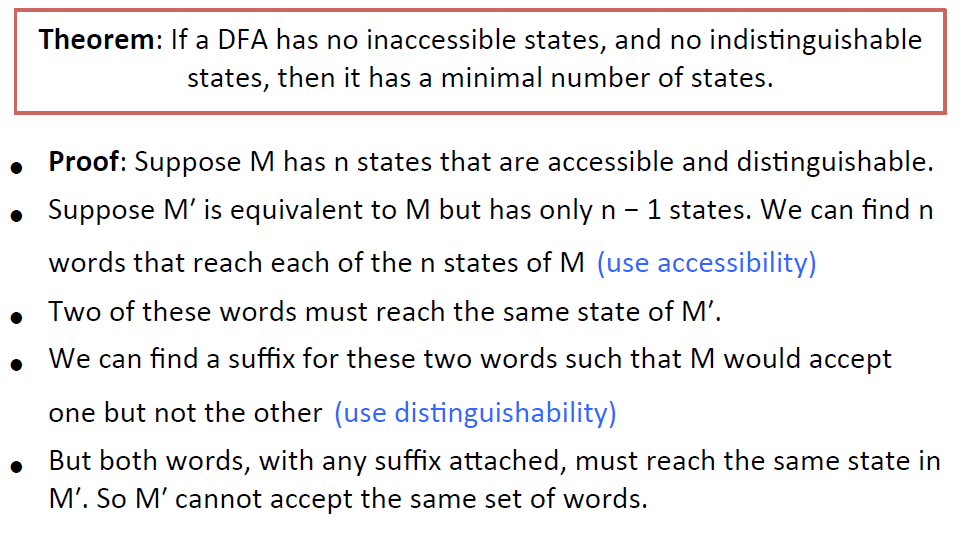 Theorem: If a DFA has no inaccessible states, and no indistinguishable
states, then it has a minimal number of states.
• Proof: Suppose M has n states that are accessible and distinguishable.
• Suppose M′ is equivalent to M but has only n − 1 states. We can find n
words that reach each of the n states of M (use accessibility)
• Two of these words must reach the same state of M′.
• We can find a suffix for these two words such that M would accept
one but not the other (use distinguishability)
• But both words, with any suffix attached, must reach the same state in
M′. So M′ cannot accept the same set of words.